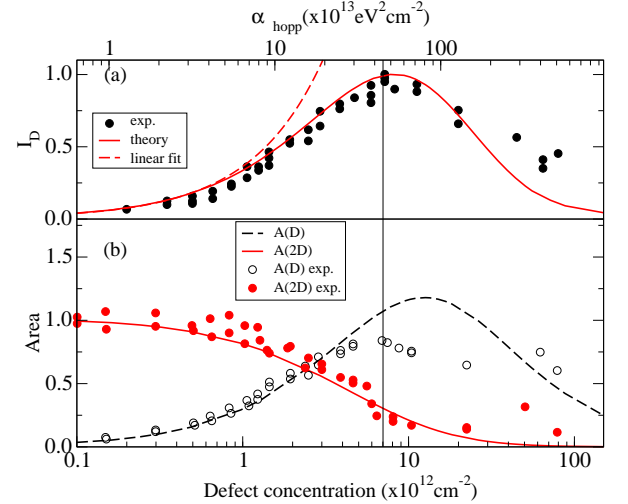 α hopp (x10¹³eV²cm⁻²)
1 10 100
(a)
1.0
0.5
0.0
I_D
exp.
theory
linear fit
(b)
A(D)
A(2D)
A(D) exp.
A(2D) exp.
1.5
1.0
0.5
0.0
Area
0.1 1 10 100
Defect concentration (x10¹²cm⁻²)